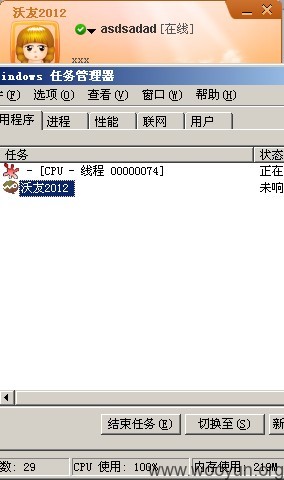 沃友2012
asdsadad [在线]
xxx
indows 任务管理器
(F) 选项(O) 查看(V) 窗口(W) 帮助(H)
用程序 进程 性能 联网 用户
任务 状态
- [CPU - 线程 00000074] 正在
沃友2012 未响
结束任务(E) 切换至(S) 新
数: 29 CPU 使用: 100% 内存使用: 219M
www.wooyun.org